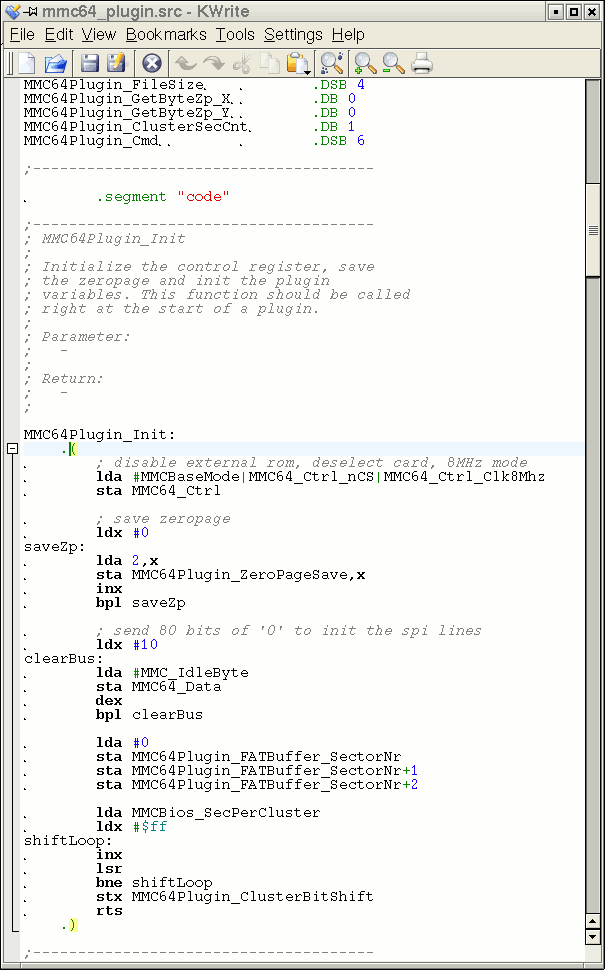 mmc64_plugin.src - KWrite
File Edit View Bookmarks Tools Settings Help
MMC64Plugin_FileSize. . .DSB 4
MMC64Plugin_GetByteZp_X. . .DB 0
MMC64Plugin_GetByteZp_Y. . .DB 0
MMC64Plugin_ClusterSecCnt. .DB 1
MMC64Plugin_Cmd. . . .DSB 6
;--------------------------------------
. .segment "code"
;--------------------------------------
; MMC64Plugin_Init
;
; Initialize the control register, save
; the zeropage and init the plugin
; variables. This function should be called
; right at the start of a plugin.
;
; Parameter:
; -
;
; Return:
; -
;
MMC64Plugin_Init:
.(
. ; disable external rom, deselect card, 8MHz mode
. lda #MMCBaseMode|MMC64_Ctrl_nCS|MMC64_Ctrl_Clk8Mhz
. sta MMC64_Ctrl
. ; save zeropage
. ldx #0
saveZp:
. lda 2,x
. sta MMC64Plugin_ZeroPageSave,x
. inx
. bpl saveZp
. ; send 80 bits of '0' to init the spi lines
. ldx #10
clearBus:
. lda #MMC_IdleByte
. sta MMC64_Data
. dex
. bpl clearBus
. lda #0
. sta MMC64Plugin_FATBuffer_SectorNr
. sta MMC64Plugin_FATBuffer_SectorNr+1
. sta MMC64Plugin_FATBuffer_SectorNr+2
. lda MMCBios_SecPerCluster
. ldx #$ff
shiftLoop:
. inx
. lsr
. bne shiftLoop
. stx MMC64Plugin_ClusterBitShift
. rts
.)
;--------------------------------------